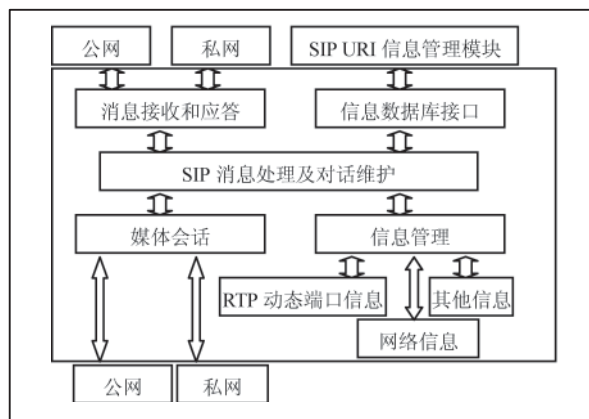 公网
私网
SIP URI 信息管理模块
消息接收和应答
信息数据库接口
SIP 消息处理及对话维护
媒体会话
信息管理
RTP 动态端口信息
其他信息
网络信息
公网
私网